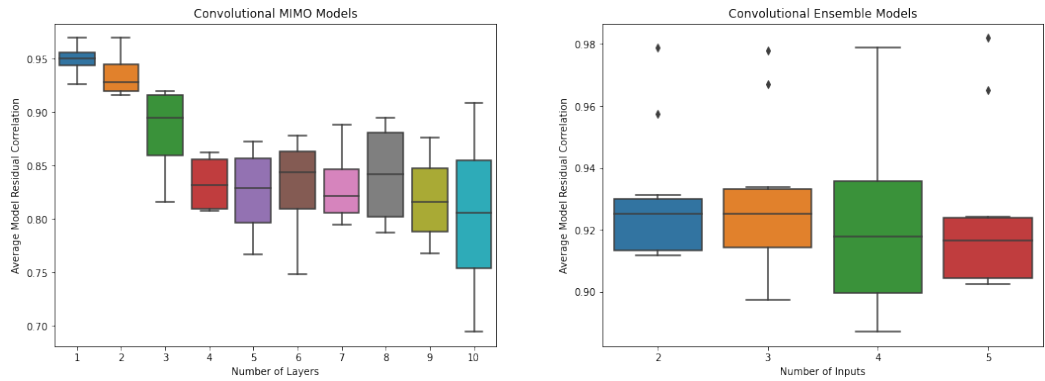 Convolutional MIMO Models
Average Model Residual Correlation
0.95
0.90
0.85
0.80
0.75
0.70
1 2 3 4 5 6 7 8 9 10
Number of Layers
Convolutional Ensemble Models
Average Model Residual Correlation
0.98
0.96
0.94
0.92
0.90
2 3 4 5
Number of Inputs